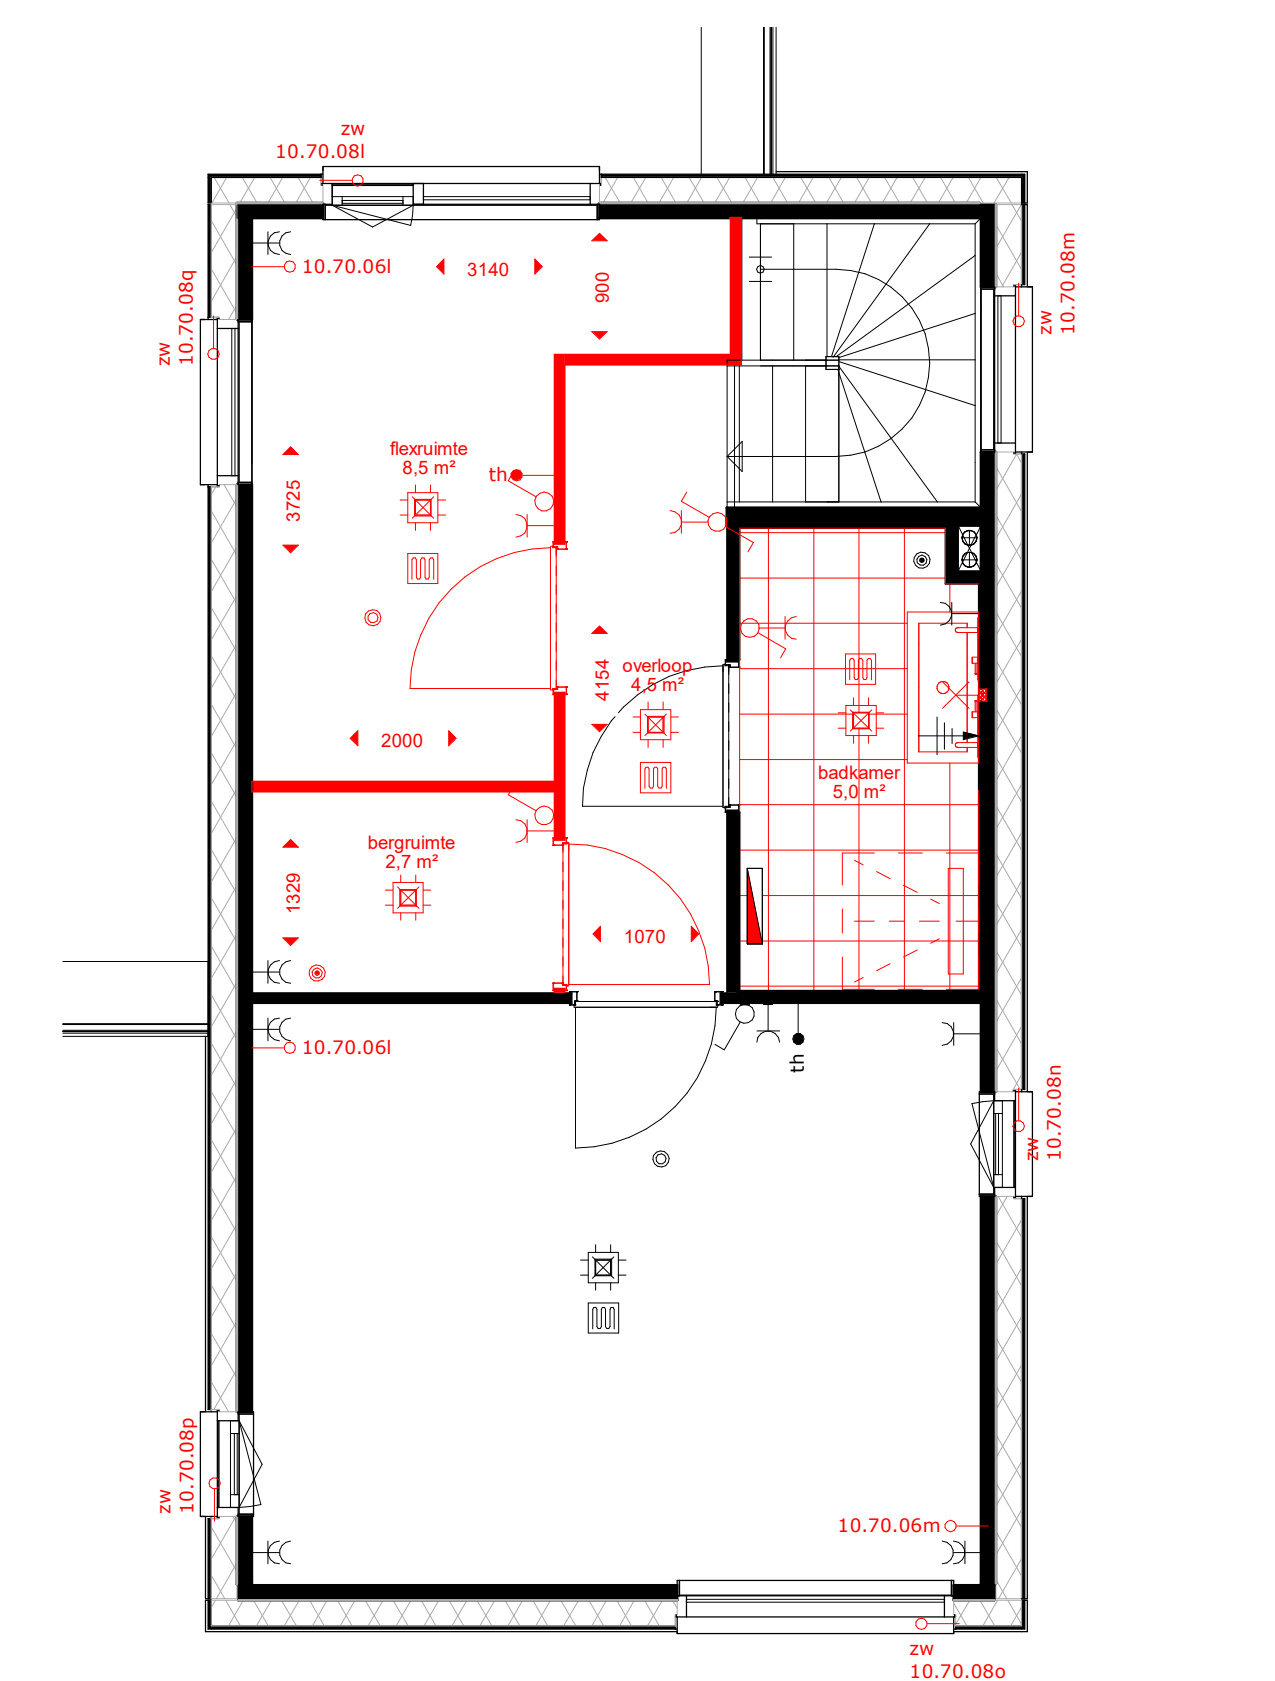 zw
10.70.08l
10.70.06l
3140
900
zw
10.70.08q
zw
10.70.08m
flexruimte
8,5 m²
th
3725
overloop
4,5 m²
4154
2000
badkamer
5,0 m²
bergruimte
2,7 m²
1329
1070
10.70.06l
th
zw
10.70.08n
zw
10.70.08p
10.70.06m
zw
10.70.08o